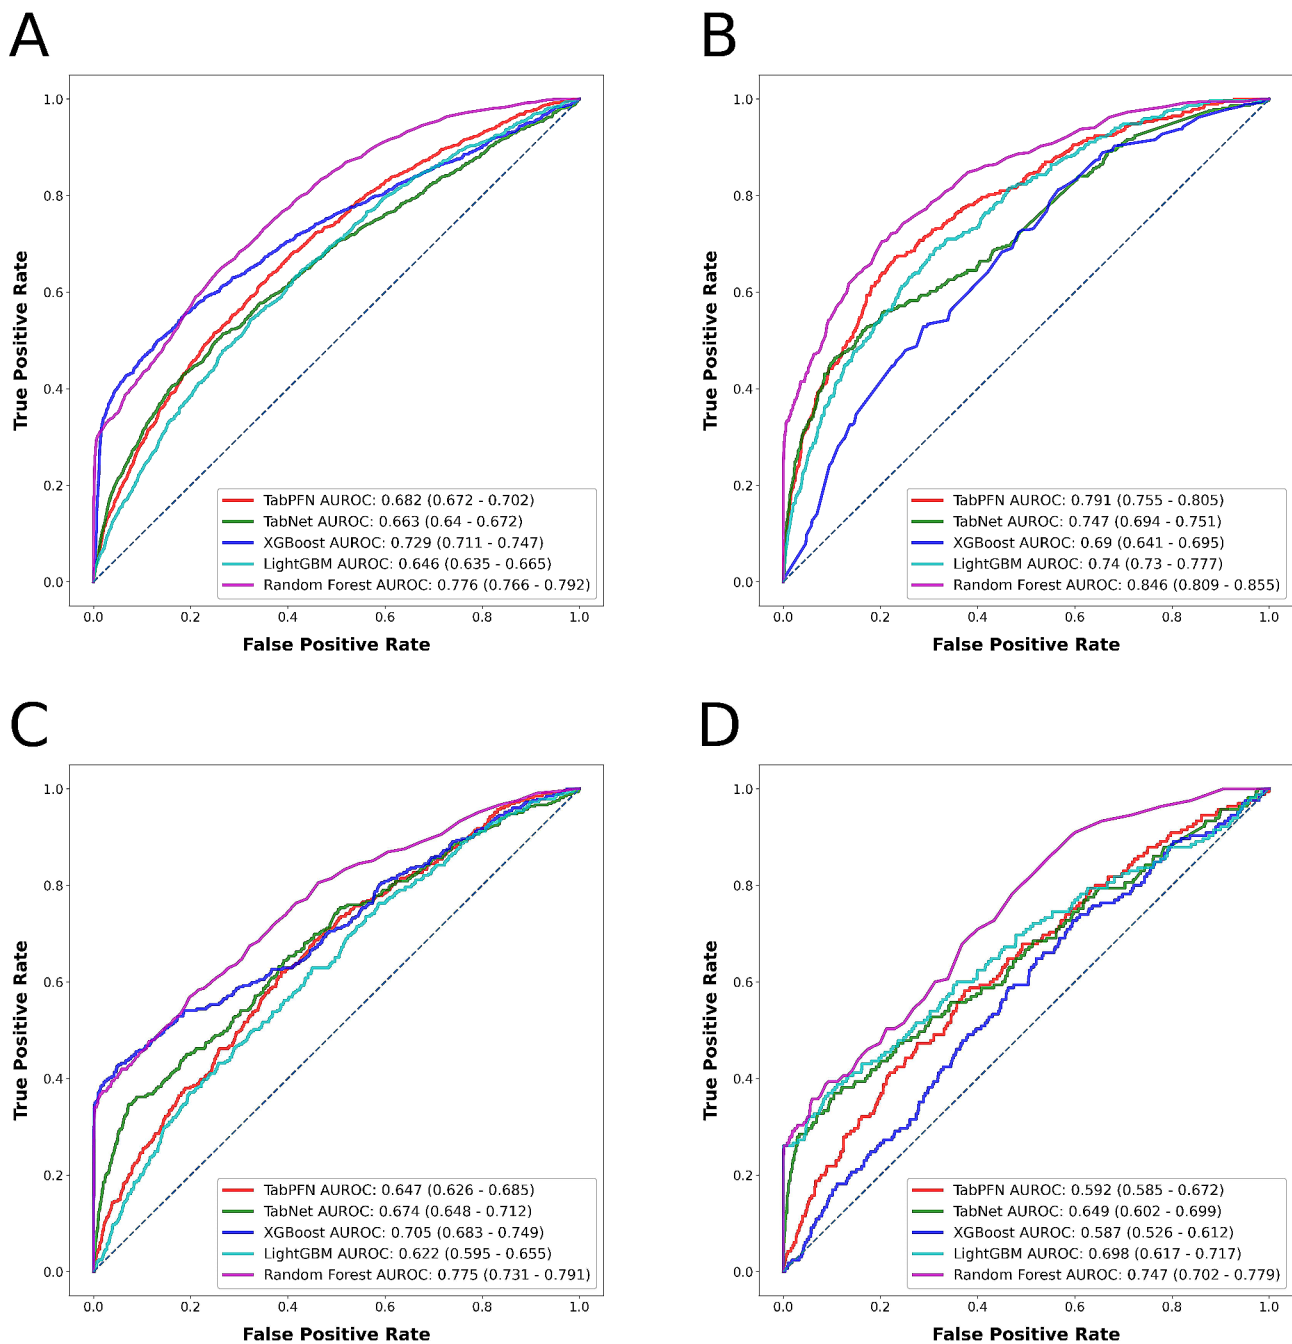 A
1.0
0.8
0.6
0.4
0.2
0.0
True Positive Rate
TabPFN AUROC: 0.682 (0.672 - 0.702)
TabNet AUROC: 0.663 (0.64 - 0.672)
XGBoost AUROC: 0.729 (0.711 - 0.747)
LightGBM AUROC: 0.646 (0.635 - 0.665)
Random Forest AUROC: 0.776 (0.766 - 0.792)
0.0 0.2 0.4 0.6 0.8 1.0
False Positive Rate
B
1.0
0.8
0.6
0.4
0.2
0.0
True Positive Rate
TabPFN AUROC: 0.791 (0.755 - 0.805)
TabNet AUROC: 0.747 (0.694 - 0.751)
XGBoost AUROC: 0.69 (0.641 - 0.695)
LightGBM AUROC: 0.74 (0.73 - 0.777)
Random Forest AUROC: 0.846 (0.809 - 0.855)
0.0 0.2 0.4 0.6 0.8 1.0
False Positive Rate
C
1.0
0.8
0.6
0.4
0.2
0.0
True Positive Rate
TabPFN AUROC: 0.647 (0.626 - 0.685)
TabNet AUROC: 0.674 (0.648 - 0.712)
XGBoost AUROC: 0.705 (0.683 - 0.749)
LightGBM AUROC: 0.622 (0.595 - 0.655)
Random Forest AUROC: 0.775 (0.731 - 0.791)
0.0 0.2 0.4 0.6 0.8 1.0
False Positive Rate
D
1.0
0.8
0.6
0.4
0.2
0.0
True Positive Rate
TabPFN AUROC: 0.592 (0.585 - 0.672)
TabNet AUROC: 0.649 (0.602 - 0.699)
XGBoost AUROC: 0.587 (0.526 - 0.612)
LightGBM AUROC: 0.698 (0.617 - 0.717)
Random Forest AUROC: 0.747 (0.702 - 0.779)
0.0 0.2 0.4 0.6 0.8 1.0
False Positive Rate